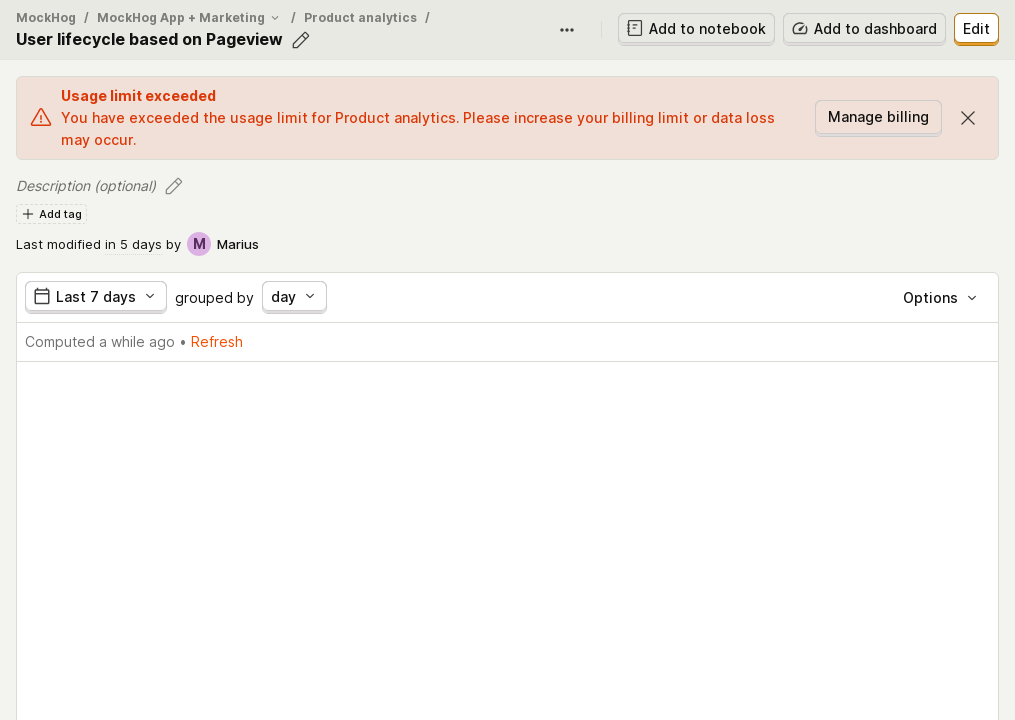 MockHog / MockHog App + Marketing / Product analytics /
User lifecycle based on Pageview
Add to notebook
Add to dashboard
Edit
Usage limit exceeded
You have exceeded the usage limit for Product analytics. Please increase your billing limit or data loss
may occur.
Manage billing
Description (optional)
Add tag
Last modified in 5 days by M Marius
Last 7 days grouped by day
Options
Computed a while ago • Refresh